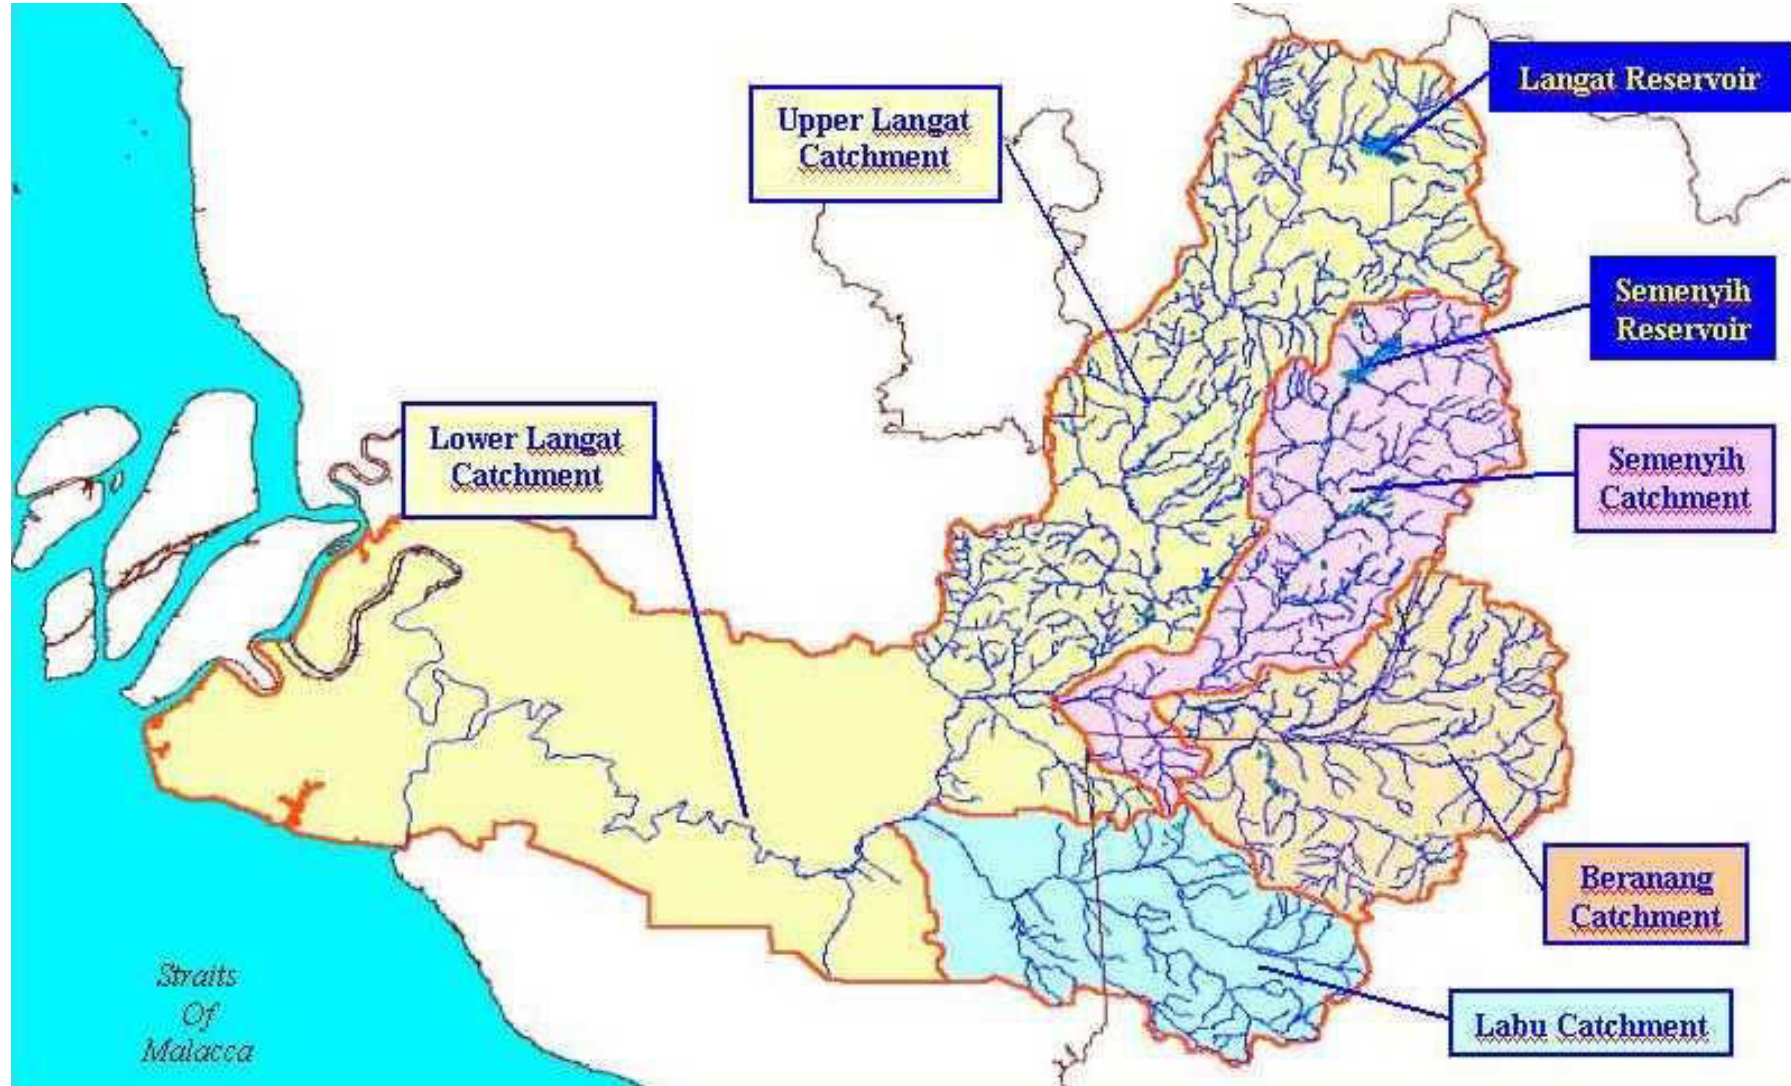 Langat Reservoir
Upper Langat
Catchment
Semenyih
Reservoir
Lower Langat
Catchment
Semenyih
Catchment
Beranang
Catchment
Straits
Of
Malacca
Labu Catchment